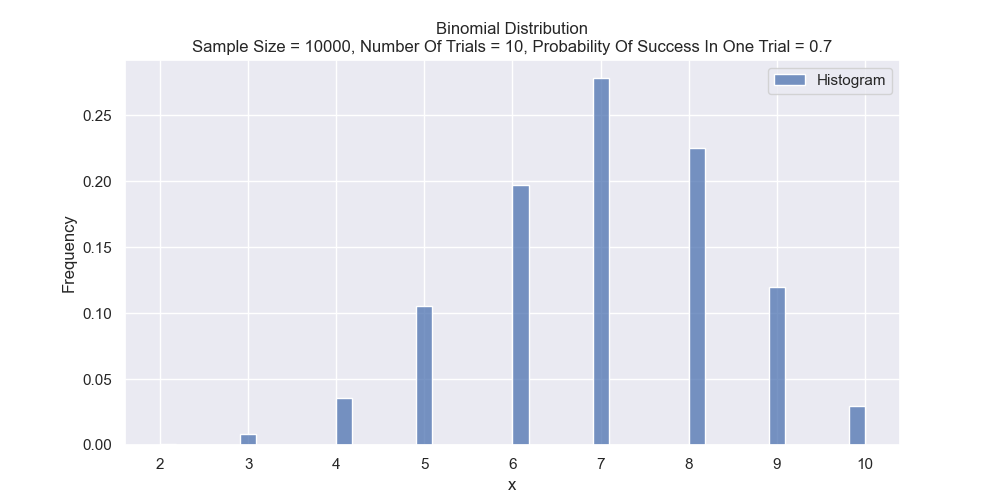 Binomial Distribution
Sample Size = 10000, Number Of Trials = 10, Probability Of Success In One Trial = 0.7
Histogram
Frequency
0.25
0.20
0.15
0.10
0.05
0.00
2 3 4 5 6 7 8 9 10
x